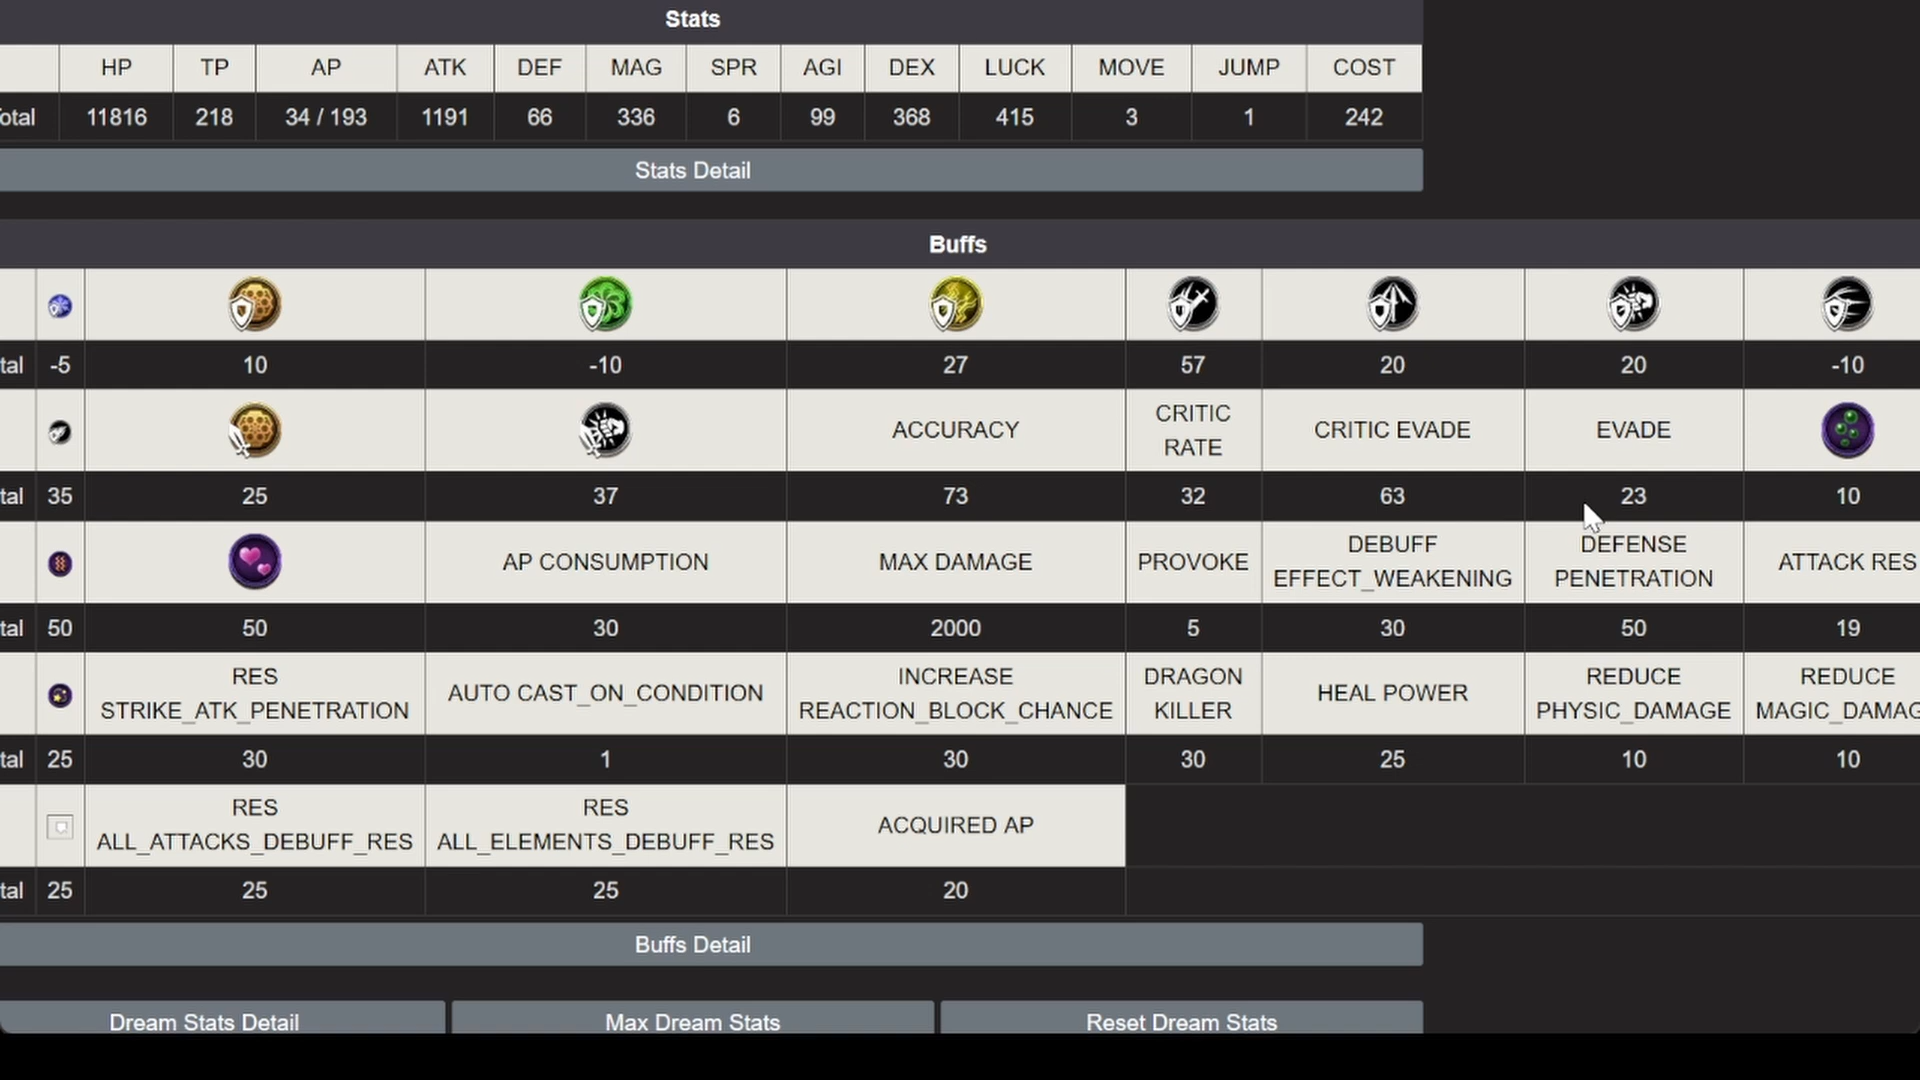 Stats
HP TP AP ATK DEF MAG SPR AGI DEX LUCK MOVE JUMP COST
otal 11816 218 34 / 193 1191 66 336 6 99 368 415 3 1 242
Stats Detail
Buffs
tal -5 10 -10 27 57 20 20 -10
ACCURACY CRITIC RATE CRITIC EVADE EVADE
tal 35 25 37 73 32 63 23 10
AP CONSUMPTION MAX DAMAGE PROVOKE DEBUFF EFFECT_WEAKENING DEFENSE PENETRATION ATTACK RES
tal 50 50 30 2000 5 30 50 19
RES STRIKE_ATK_PENETRATION AUTO CAST_ON_CONDITION INCREASE REACTION_BLOCK_CHANCE DRAGON KILLER HEAL POWER REDUCE PHYSIC_DAMAGE REDUCE MAGIC_DAMAG
tal 25 30 1 30 30 25 10 10
RES ALL_ATTACKS_DEBUFF_RES RES ALL_ELEMENTS_DEBUFF_RES ACQUIRED AP
tal 25 25 25 20
Buffs Detail
Dream Stats Detail Max Dream Stats Reset Dream Stats